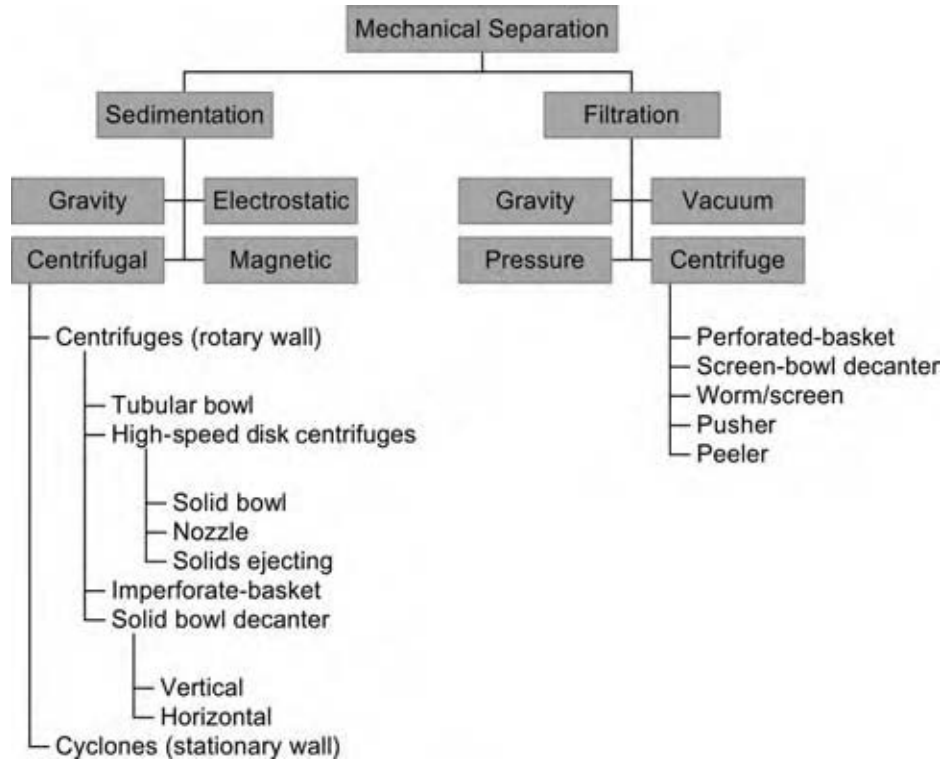 Mechanical Separation
Sedimentation
Filtration
Gravity
Electrostatic
Gravity
Vacuum
Centrifugal
Magnetic
Pressure
Centrifuge
Centrifuges (rotary wall)
Tubular bowl
High-speed disk centrifuges
Solid bowl
Nozzle
Solids ejecting
Imperforate-basket
Solid bowl decanter
Vertical
Horizontal
Cyclones (stationary wall)
Perforated-basket
Screen-bowl decanter
Worm/screen
Pusher
Peeler